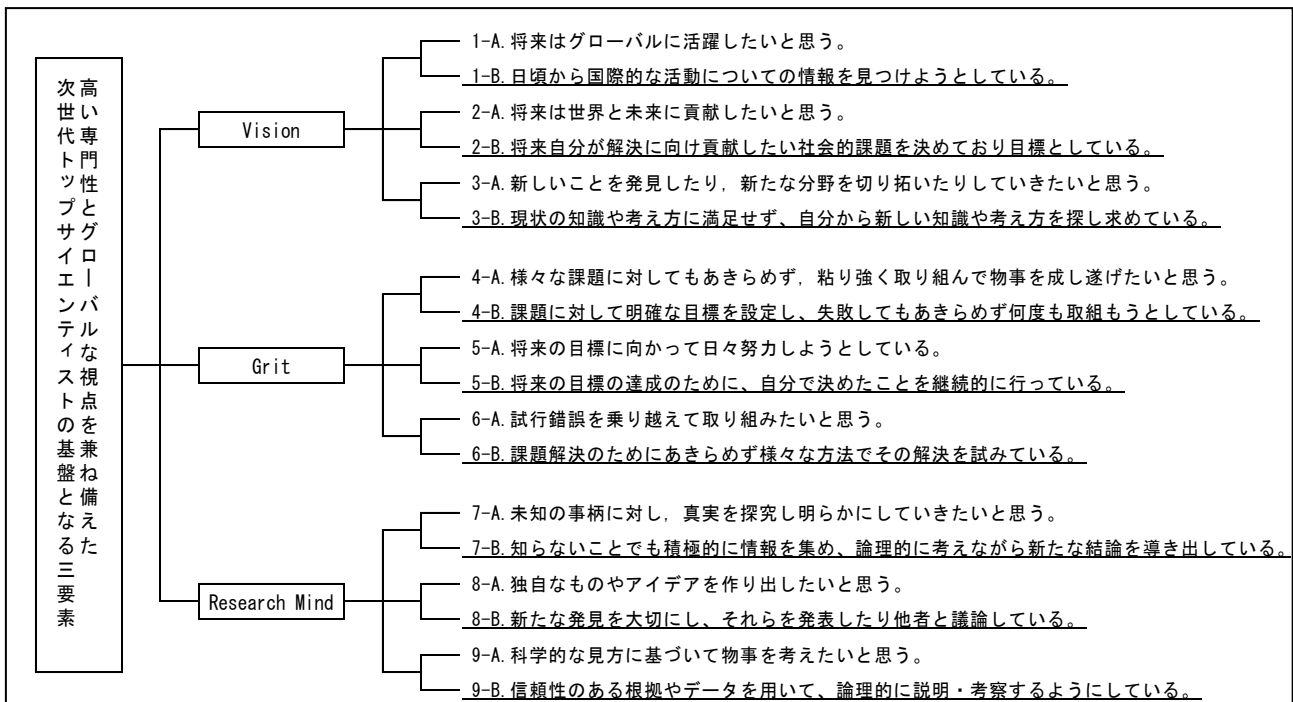 高い専門性とグローバルな視点を兼ね備えた
次世代トップサイエンティストの基盤となる三要素
Vision
1-A.将来はグローバルに活躍したいと思う。
1-B.日頃から国際的な活動についての情報を見つけようとしている。
2-A.将来は世界と未来に貢献したいと思う。
2-B.将来自分が解決に向け貢献したい社会的課題を決めており目標としている。
3-A.新しいことを発見したり，新たな分野を切り拓いたりしていきたいと思う。
3-B.現状の知識や考え方に満足せず、自分から新しい知識や考え方を探し求めている。
Grit
4-A.様々な課題に対してもあきらめず，粘り強く取り組んで物事を成し遂げたいと思う。
4-B.課題に対して明確な目標を設定し、失敗してもあきらめず何度も取組もうとしている。
5-A.将来の目標に向かって日々努力しようとしている。
5-B.将来の目標の達成のために、自分で決めたことを継続的に行っている。
6-A.試行錯誤を乗り越えて取り組みたいと思う。
6-B.課題解決のためにあきらめず様々な方法でその解決を試みている。
Research Mind
7-A.未知の事柄に対し，真実を探究し明らかにしていきたいと思う。
7-B.知らないことでも積極的に情報を集め、論理的に考えながら新たな結論を導き出している。
8-A.独自なものやアイデアを作り出したいと思う。
8-B.新たな発見を大切にし、それらを発表したり他者と議論している。
9-A.科学的な見方に基づいて物事を考えたいと思う。
9-B.信頼性のある根拠やデータを用いて、論理的に説明・考察するようにしている。